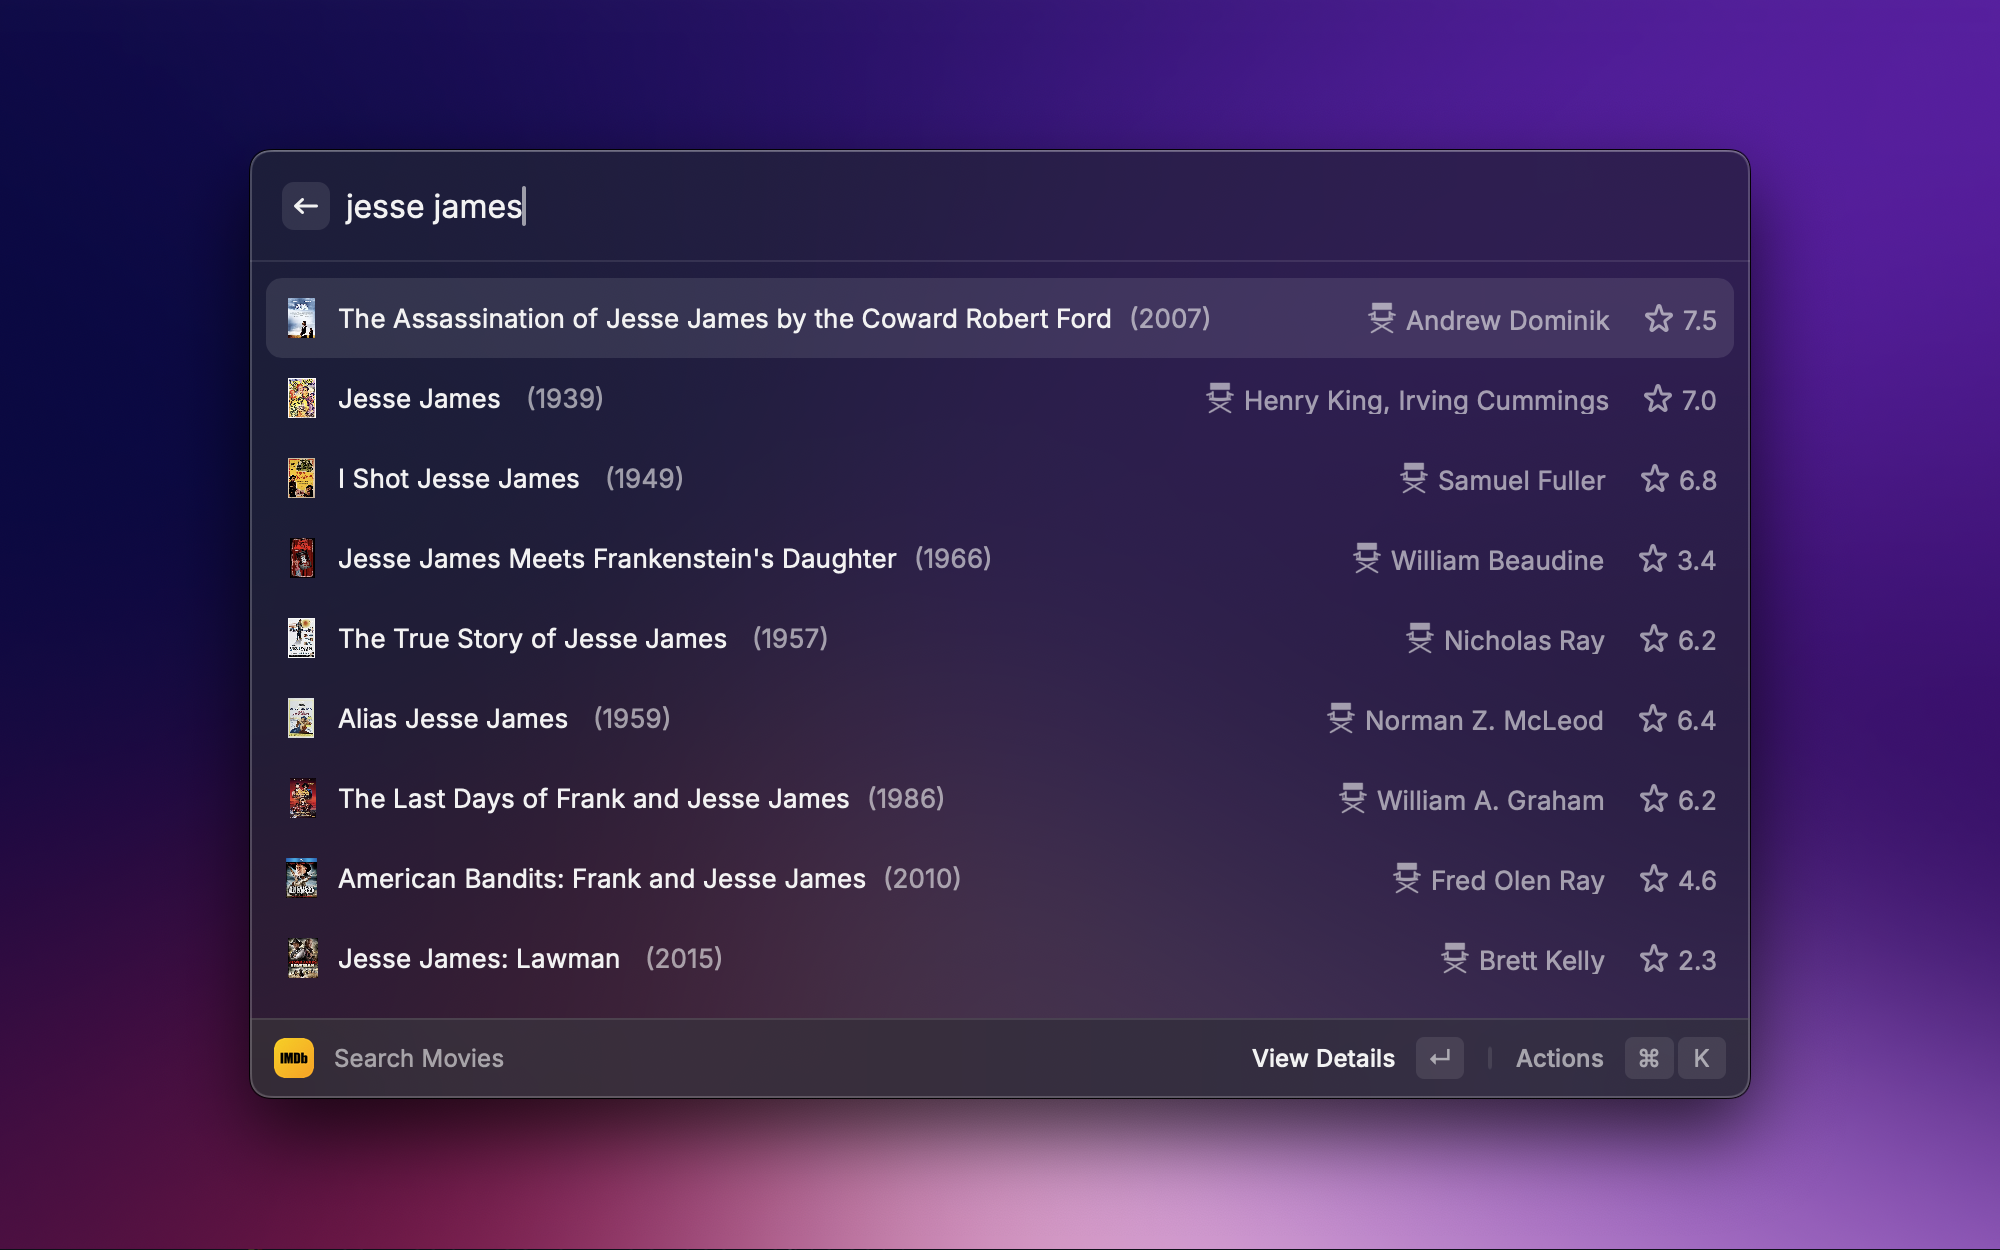 jesse james
The Assassination of Jesse James by the Coward Robert Ford (2007) Andrew Dominik 7.5
Jesse James (1939) Henry King, Irving Cummings 7.0
I Shot Jesse James (1949) Samuel Fuller 6.8
Jesse James Meets Frankenstein's Daughter (1966) William Beaudine 3.4
The True Story of Jesse James (1957) Nicholas Ray 6.2
Alias Jesse James (1959) Norman Z. McLeod 6.4
The Last Days of Frank and Jesse James (1986) William A. Graham 6.2
American Bandits: Frank and Jesse James (2010) Fred Olen Ray 4.6
Jesse James: Lawman (2015) Brett Kelly 2.3
IMDb Search Movies View Details ↵ Actions ⌘ K